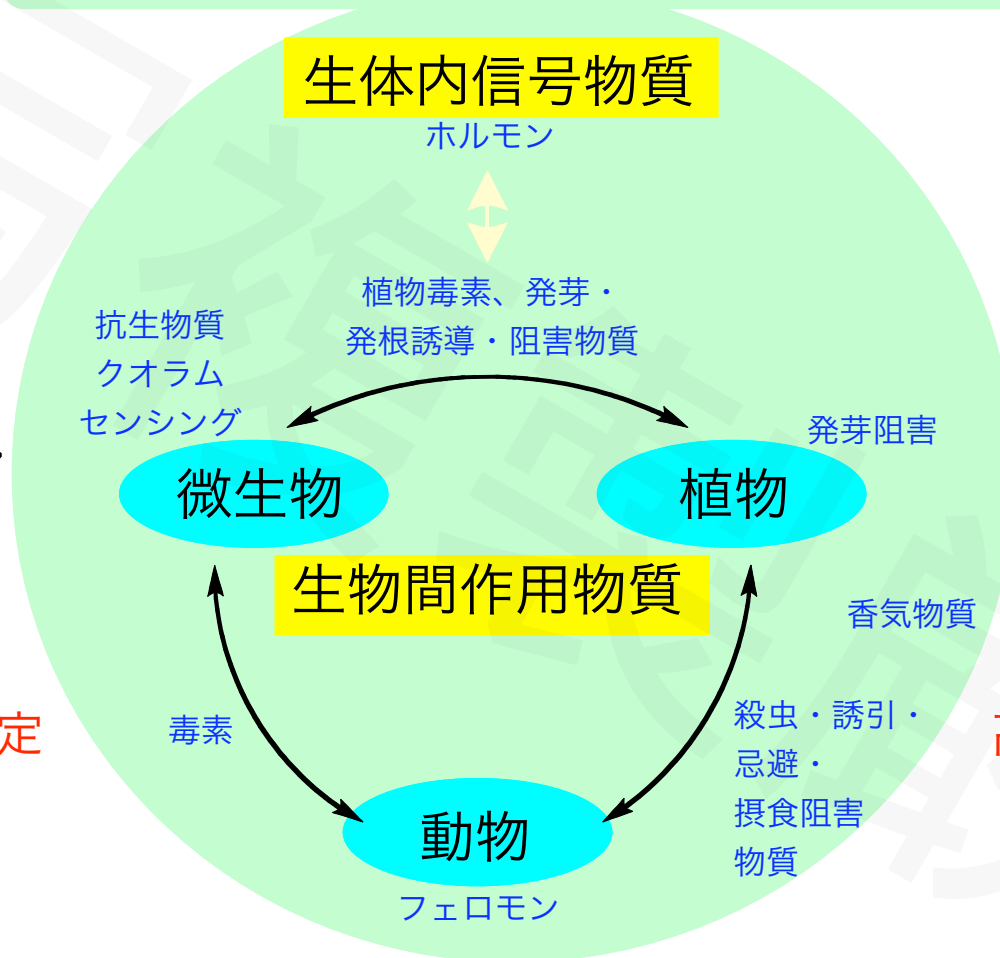 生体内信号物質
ホルモン
植物毒素、発芽・
発根誘導・阻害物質
抗生物質
クオラム
センシング
発芽阻害
微生物
植物
生物間作用物質
香気物質
定
毒素
殺虫・誘引・
忌避・
摂食阻害
物質
動物
フェロモン